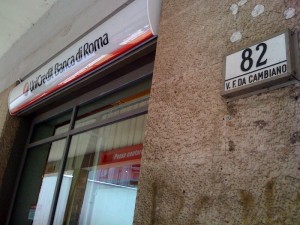 UniCredit Banca di Roma
82
V. F. DA CAMBIANO